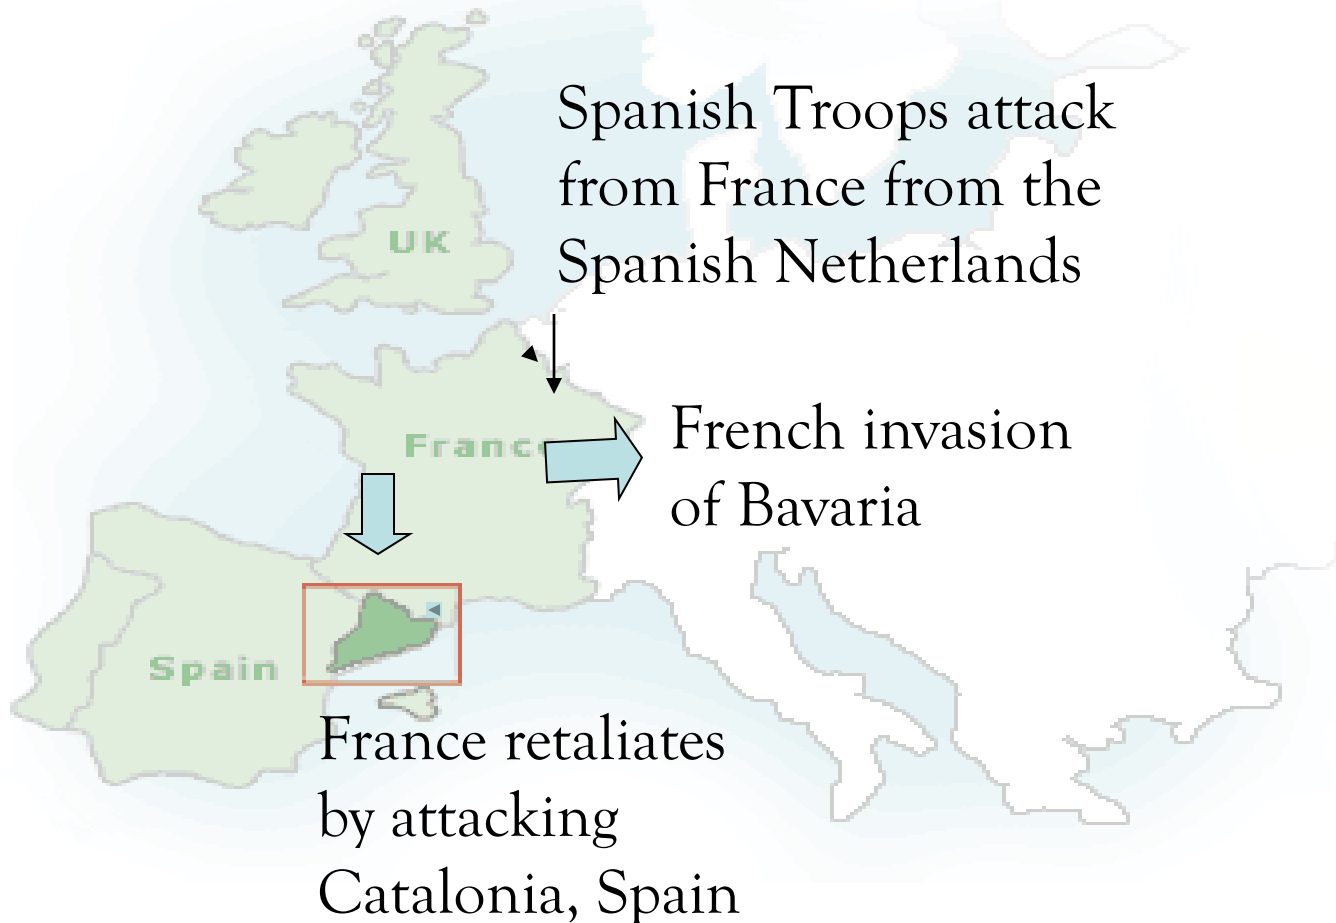 Spanish Troops attack
from France from the
Spanish Netherlands
UK
France
French invasion
of Bavaria
Spain
France retaliates
by attacking
Catalonia, Spain